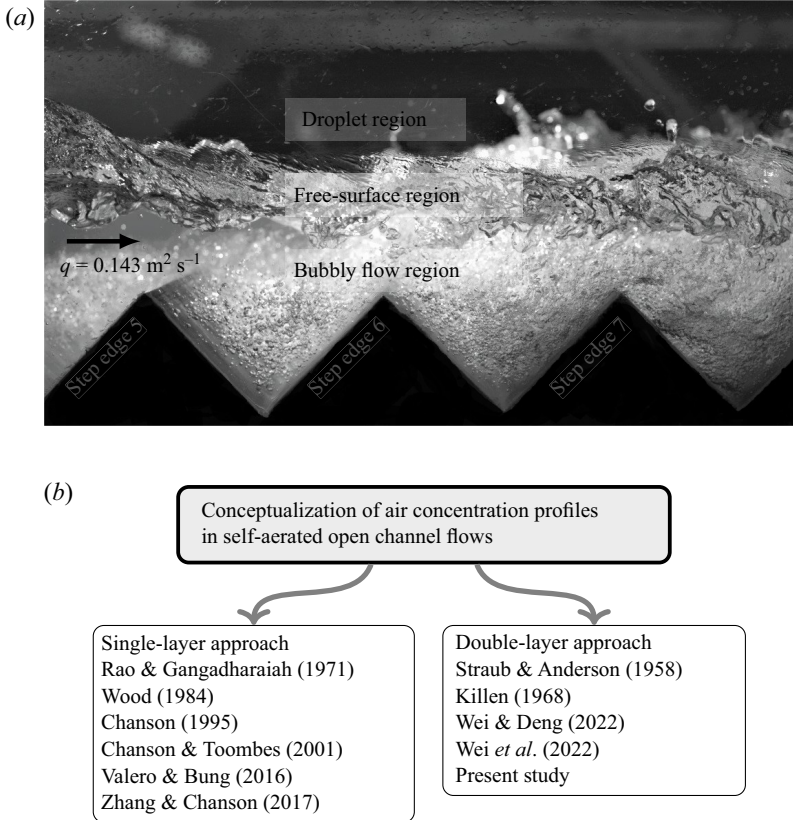 (a)
Droplet region
Free-surface region
q = 0.143 m² s⁻¹
Bubbly flow region
Step edge 5
Step edge 6
Step edge 7
(b)
Conceptualization of air concentration profiles
in self-aerated open channel flows
Single-layer approach
Rao & Gangadharaiah (1971)
Wood (1984)
Chanson (1995)
Chanson & Toombes (2001)
Valero & Bung (2016)
Zhang & Chanson (2017)
Double-layer approach
Straub & Anderson (1958)
Killen (1968)
Wei & Deng (2022)
Wei et al. (2022)
Present study